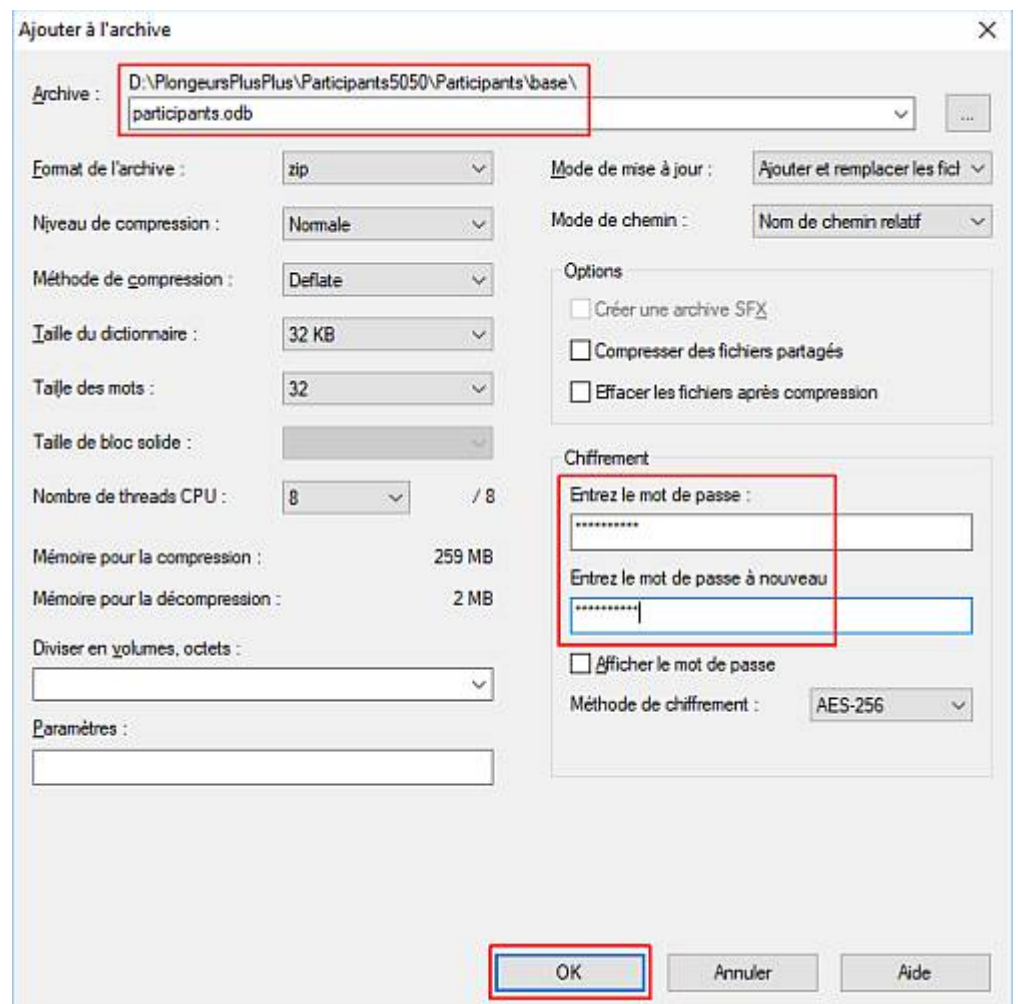 Ajouter à l'archive
Archive :
D:\PlongeursPlusPlus\Participants5050\Participants\base\
participants.odb
...
Format de l'archive :
zip
Niveau de compression :
Normale
Méthode de compression :
Deflate
Taille du dictionnaire :
32 KB
Taille des mots :
32
Taille de bloc solide :
Nombre de threads CPU :
8
/ 8
Mémoire pour la compression :
259 MB
Mémoire pour la décompression :
2 MB
Diviser en volumes, octets :
Paramètres :
Mode de mise à jour :
Ajouter et remplacer les fich
Mode de chemin :
Nom de chemin relatif
Options
Créer une archive SFX
Compresser des fichiers partagés
Effacer les fichiers après compression
Chiffrement
Entrez le mot de passe :
**********
Entrez le mot de passe à nouveau
**********
Afficher le mot de passe
Méthode de chiffrement :
AES-256
OK
Annuler
Aide